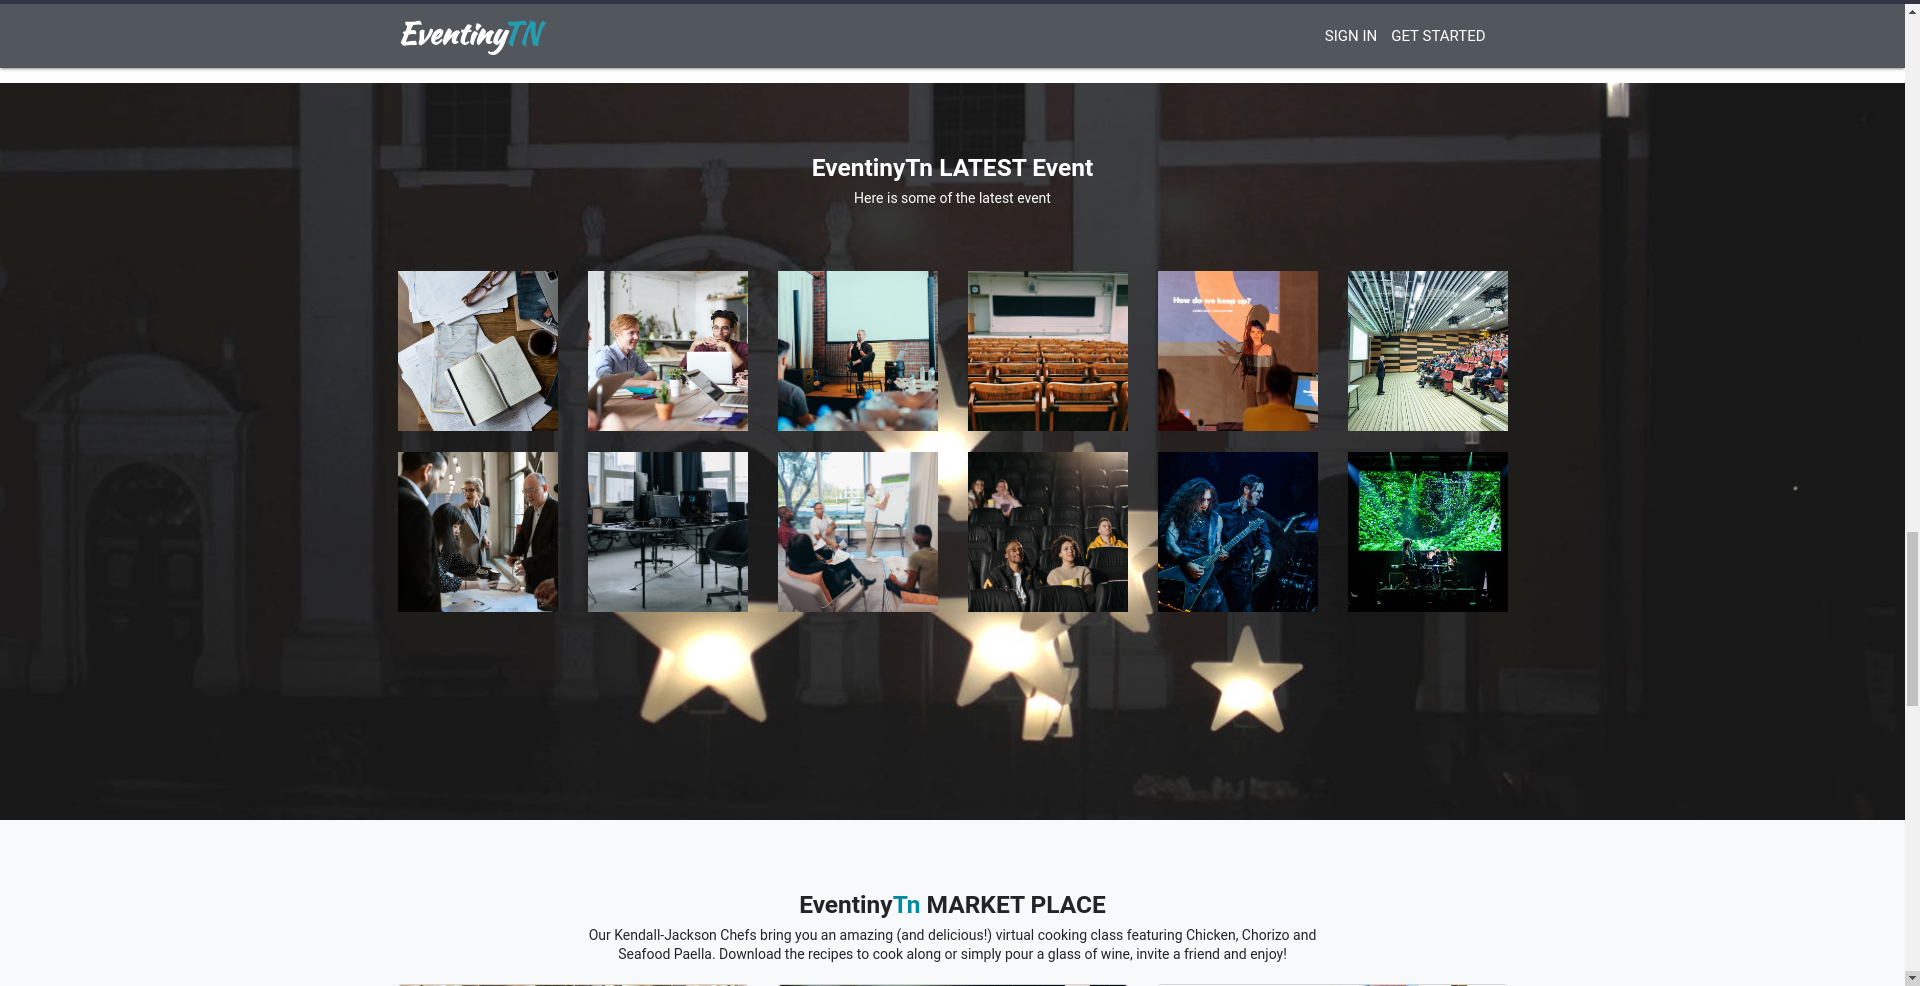 EventinyTN
SIGN IN GET STARTED
EventinyTn LATEST Event
Here is some of the latest event
How do we keep up?
EventinyTn MARKET PLACE
Our Kendall-Jackson Chefs bring you an amazing (and delicious!) virtual cooking class featuring Chicken, Chorizo and
Seafood Paella. Download the recipes to cook along or simply pour a glass of wine, invite a friend and enjoy!